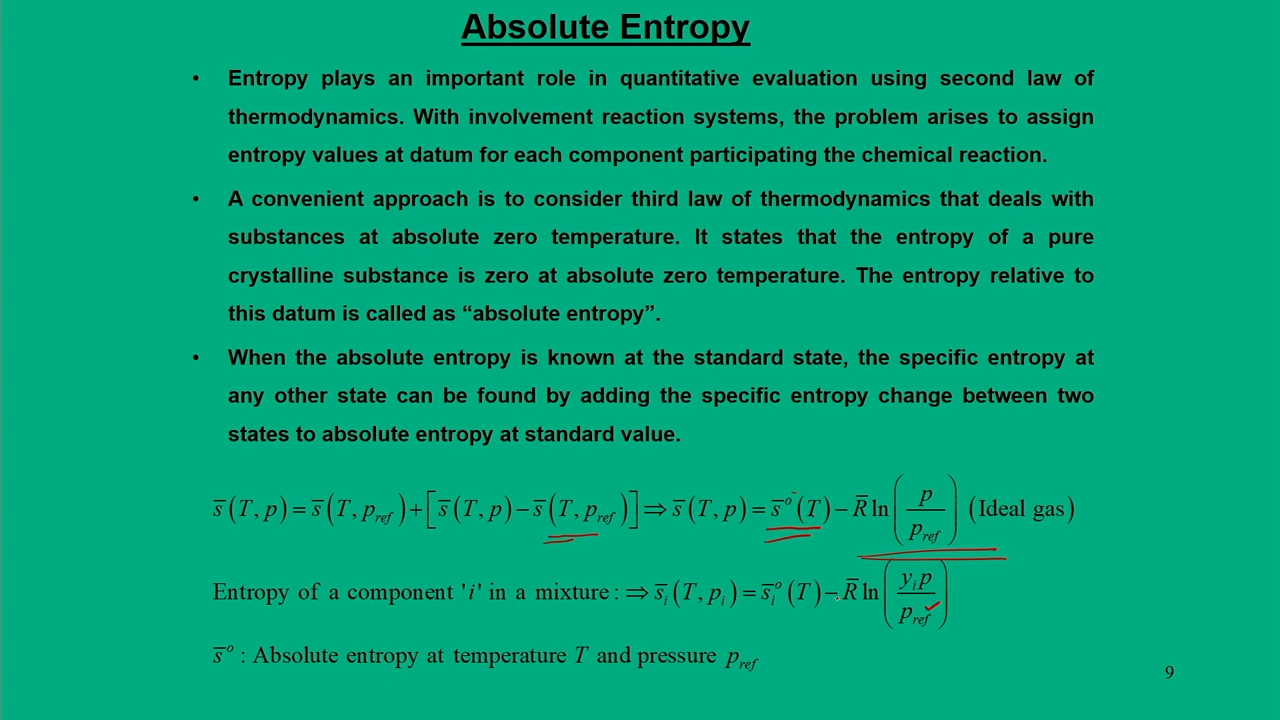 Absolute Entropy
• Entropy plays an important role in quantitative evaluation using second law of
thermodynamics. With involvement reaction systems, the problem arises to assign
entropy values at datum for each component participating the chemical reaction.
• A convenient approach is to consider third law of thermodynamics that deals with
substances at absolute zero temperature. It states that the entropy of a pure
crystalline substance is zero at absolute zero temperature. The entropy relative to
this datum is called as “absolute entropy”.
• When the absolute entropy is known at the standard state, the specific entropy at
any other state can be found by adding the specific entropy change between two
states to absolute entropy at standard value.
s̅(T, p) = s̅(T, p_ref) + [s̅(T, p) − s̅(T, p_ref)] ⇒ s̅(T, p) = s̅°(T) − R̅ ln(p/p_ref) (Ideal gas)
Entropy of a component 'i' in a mixture: ⇒ s̅_i(T, p_i) = s̅_i°(T) − R̅ ln(y_i p/p_ref)
s̅° : Absolute entropy at temperature T and pressure p_ref
9